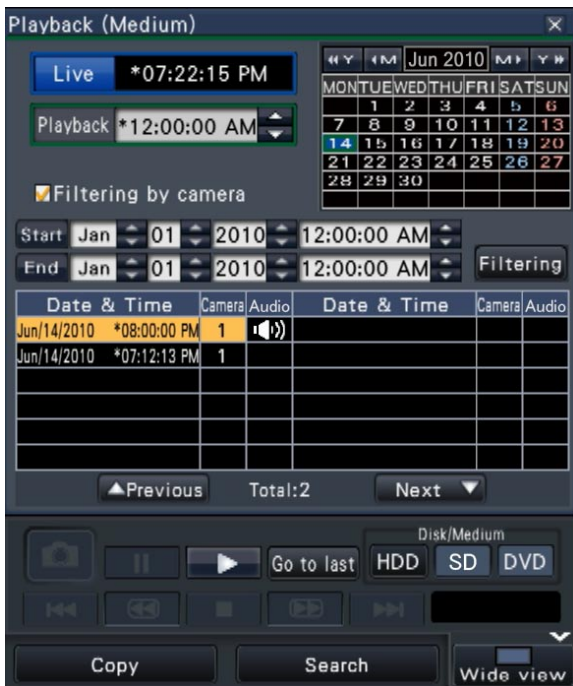 Playback (Medium)
Live *07:22:15 PM
Playback *12:00:00 AM
Y M Jun 2010 M Y
MON TUE WED THU FRI SAT SUN
1 2 3 4 5 6
7 8 9 10 11 12 13
14 15 16 17 18 19 20
21 22 23 24 25 26 27
28 29 30
Filtering by camera
Start Jan 01 2010 12:00:00 AM
End Jan 01 2010 12:00:00 AM
Filtering
Date & Time Camera Audio Date & Time Camera Audio
Jun/14/2010 *08:00:00 PM 1
Jun/14/2010 *07:12:13 PM 1
Previous Total:2 Next
Disk/Medium
Go to last HDD SD DVD
Copy Search Wide view